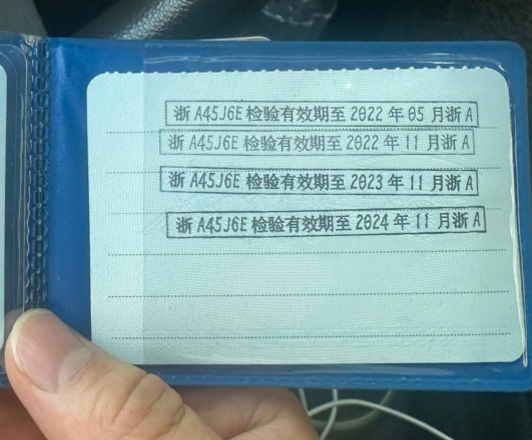 浙 A45J6E 检验有效期至 2022 年 05 月浙 A
浙 A45J6E 检验有效期至 2022 年 11 月浙 A
浙 A45J6E 检验有效期至 2023 年 11 月浙 A
浙 A45J6E 检验有效期至 2024 年 11 月浙 A